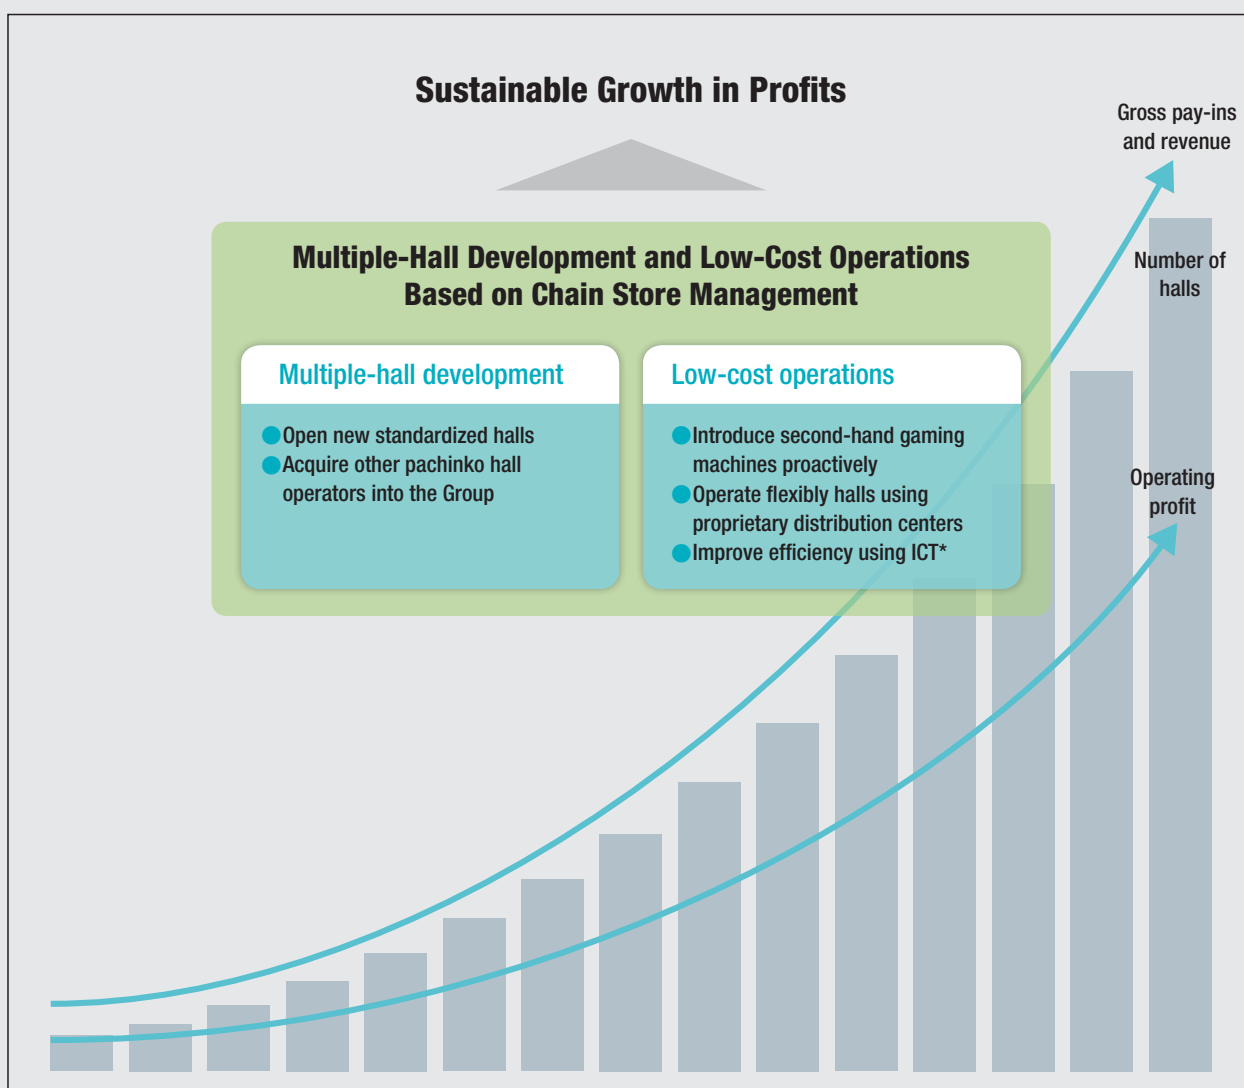 Sustainable Growth in Profits
Gross pay-ins
and revenue
Multiple-Hall Development and Low-Cost Operations
Based on Chain Store Management
Number of
halls
Multiple-hall development
● Open new standardized halls
● Acquire other pachinko hall
operators into the Group
Low-cost operations
● Introduce second-hand gaming
machines proactively
● Operate flexibly halls using
proprietary distribution centers
● Improve efficiency using ICT*
Operating
profit